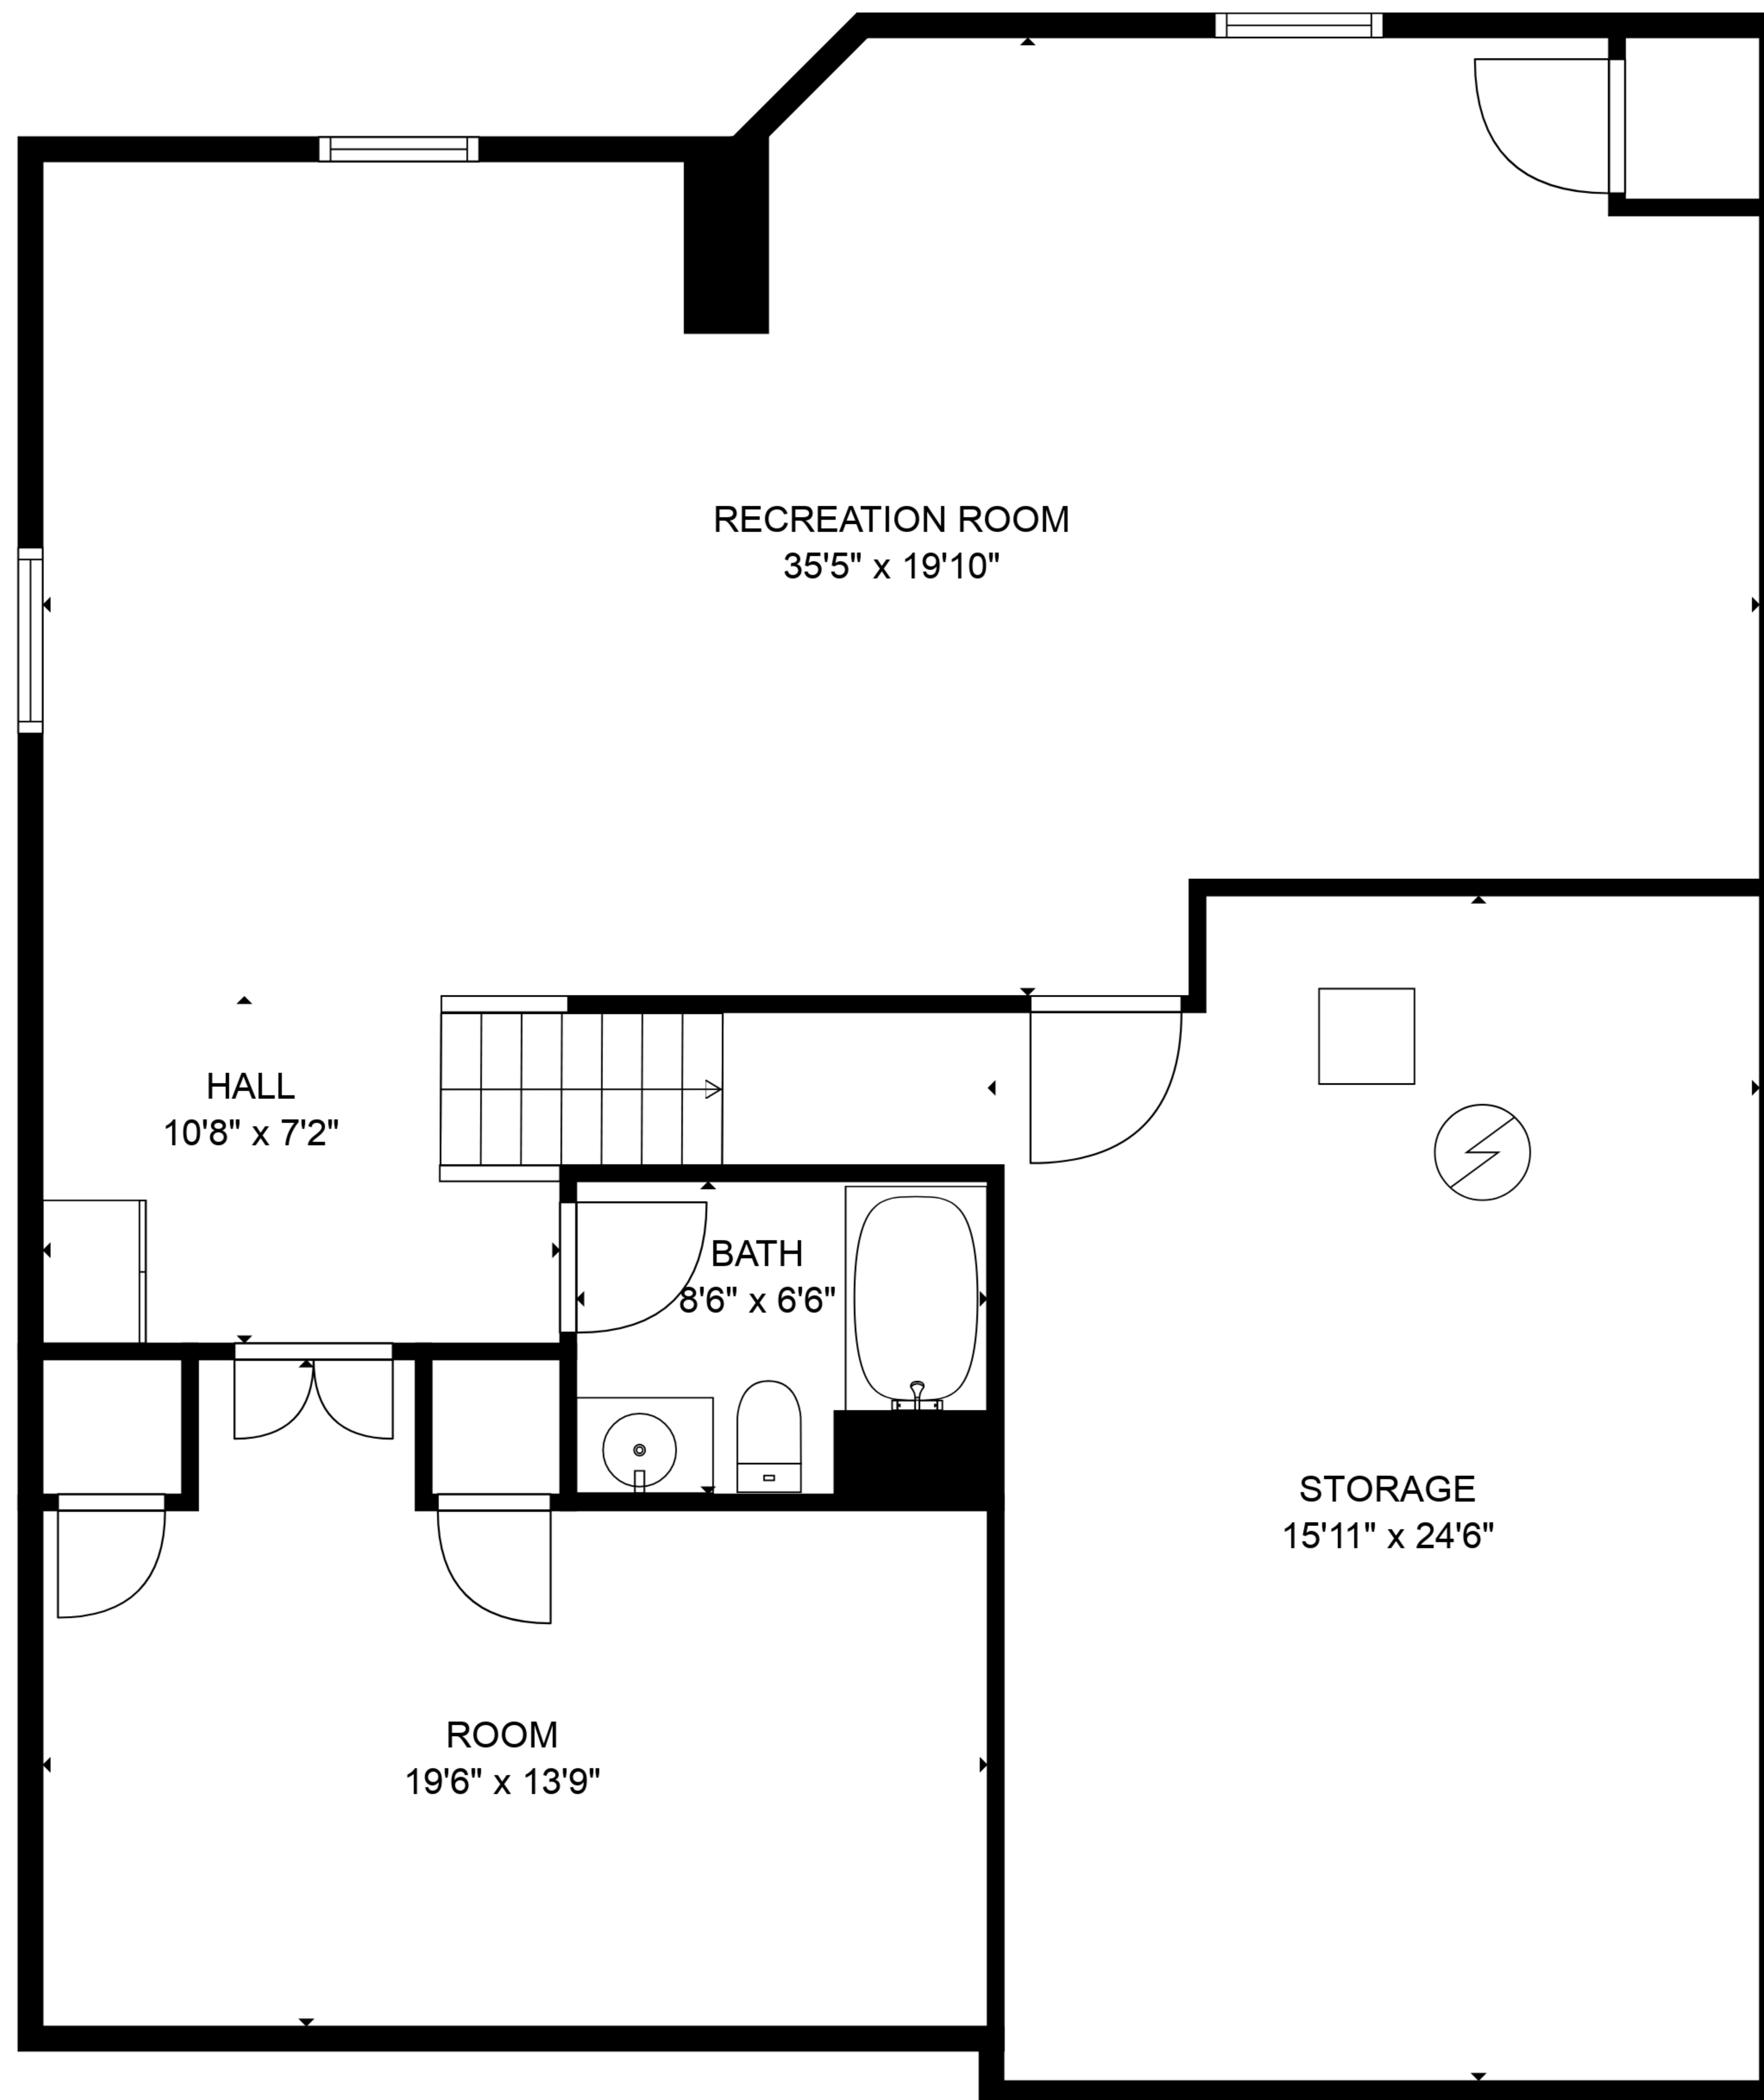 RECREATION ROOM
35'5" x 19'10"
HALL
10'8" x 7'2"
BATH
8'6" x 6'6"
STORAGE
15'11" x 24'6"
ROOM
19'6" x 13'9"